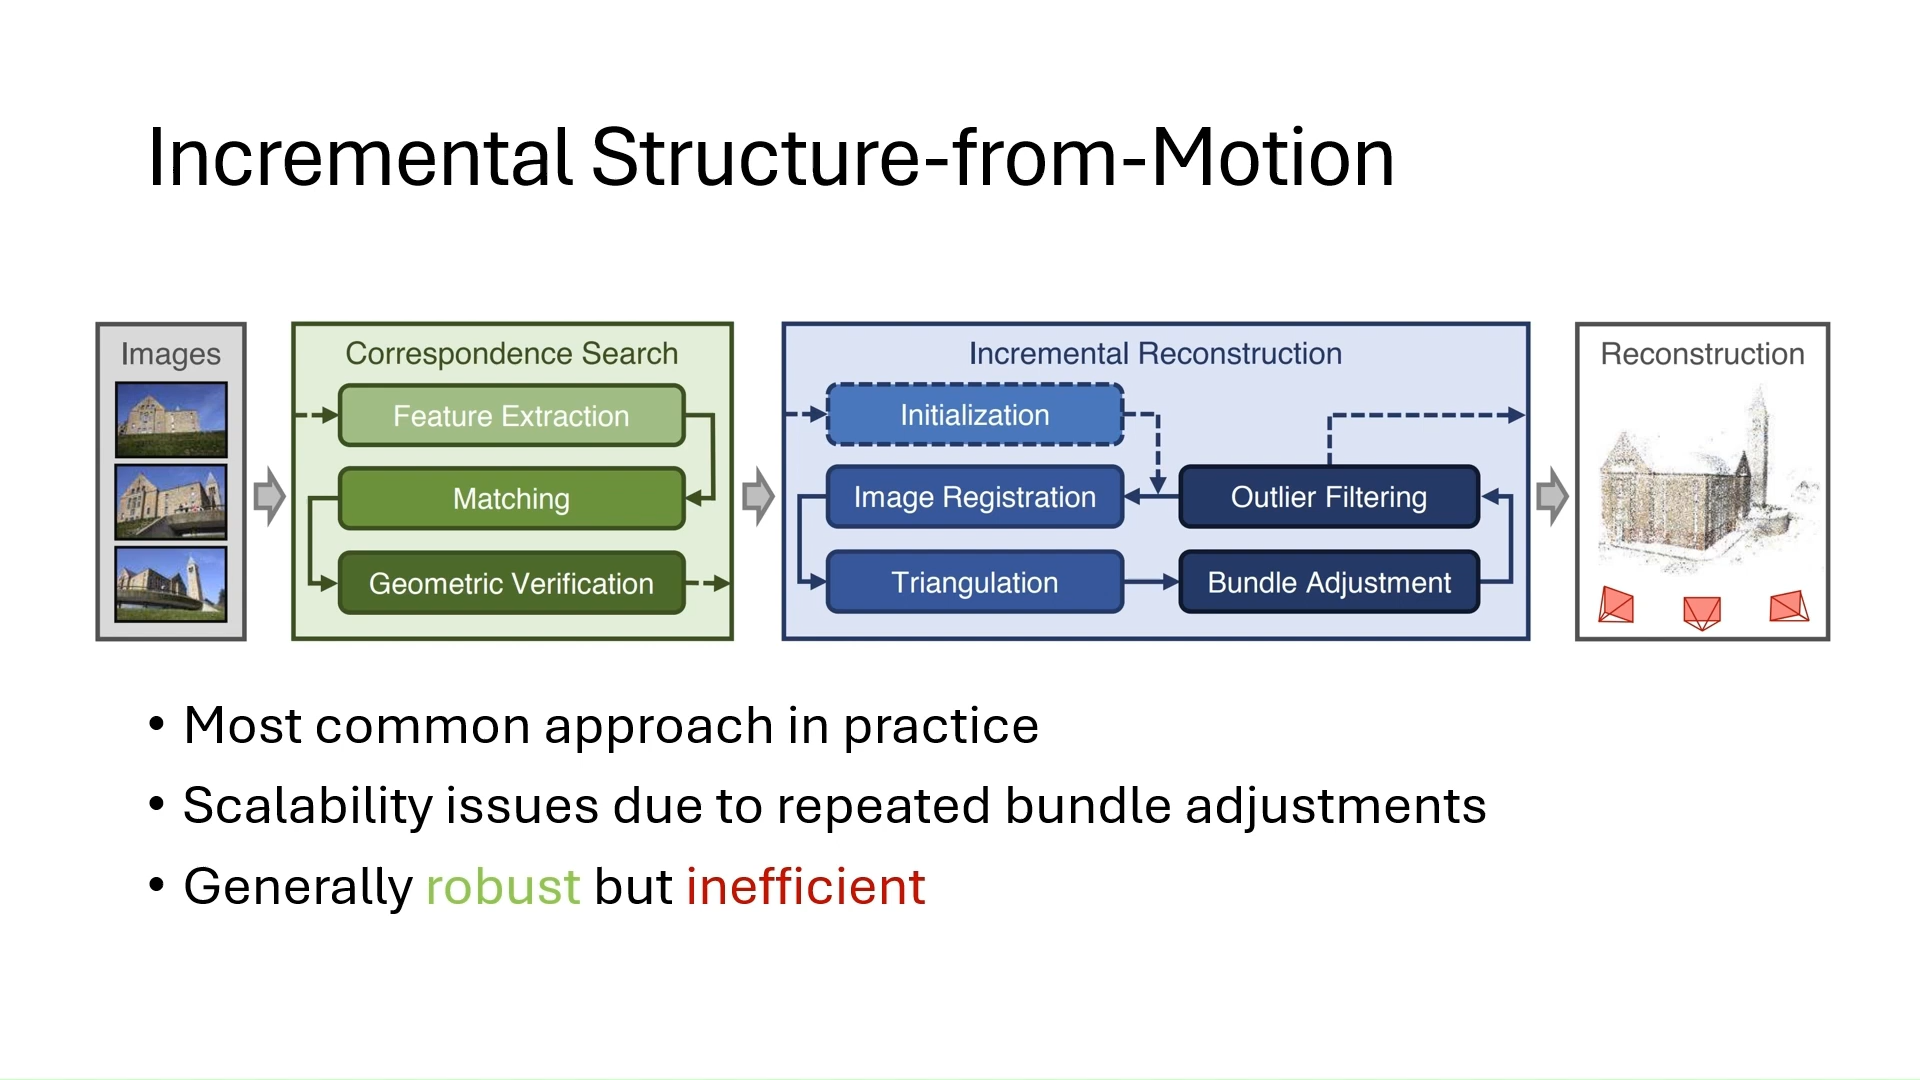 Incremental Structure-from-Motion
Images
Correspondence Search
Feature Extraction
Matching
Geometric Verification
Incremental Reconstruction
Initialization
Image Registration
Outlier Filtering
Triangulation
Bundle Adjustment
Reconstruction
• Most common approach in practice
• Scalability issues due to repeated bundle adjustments
• Generally robust but inefficient